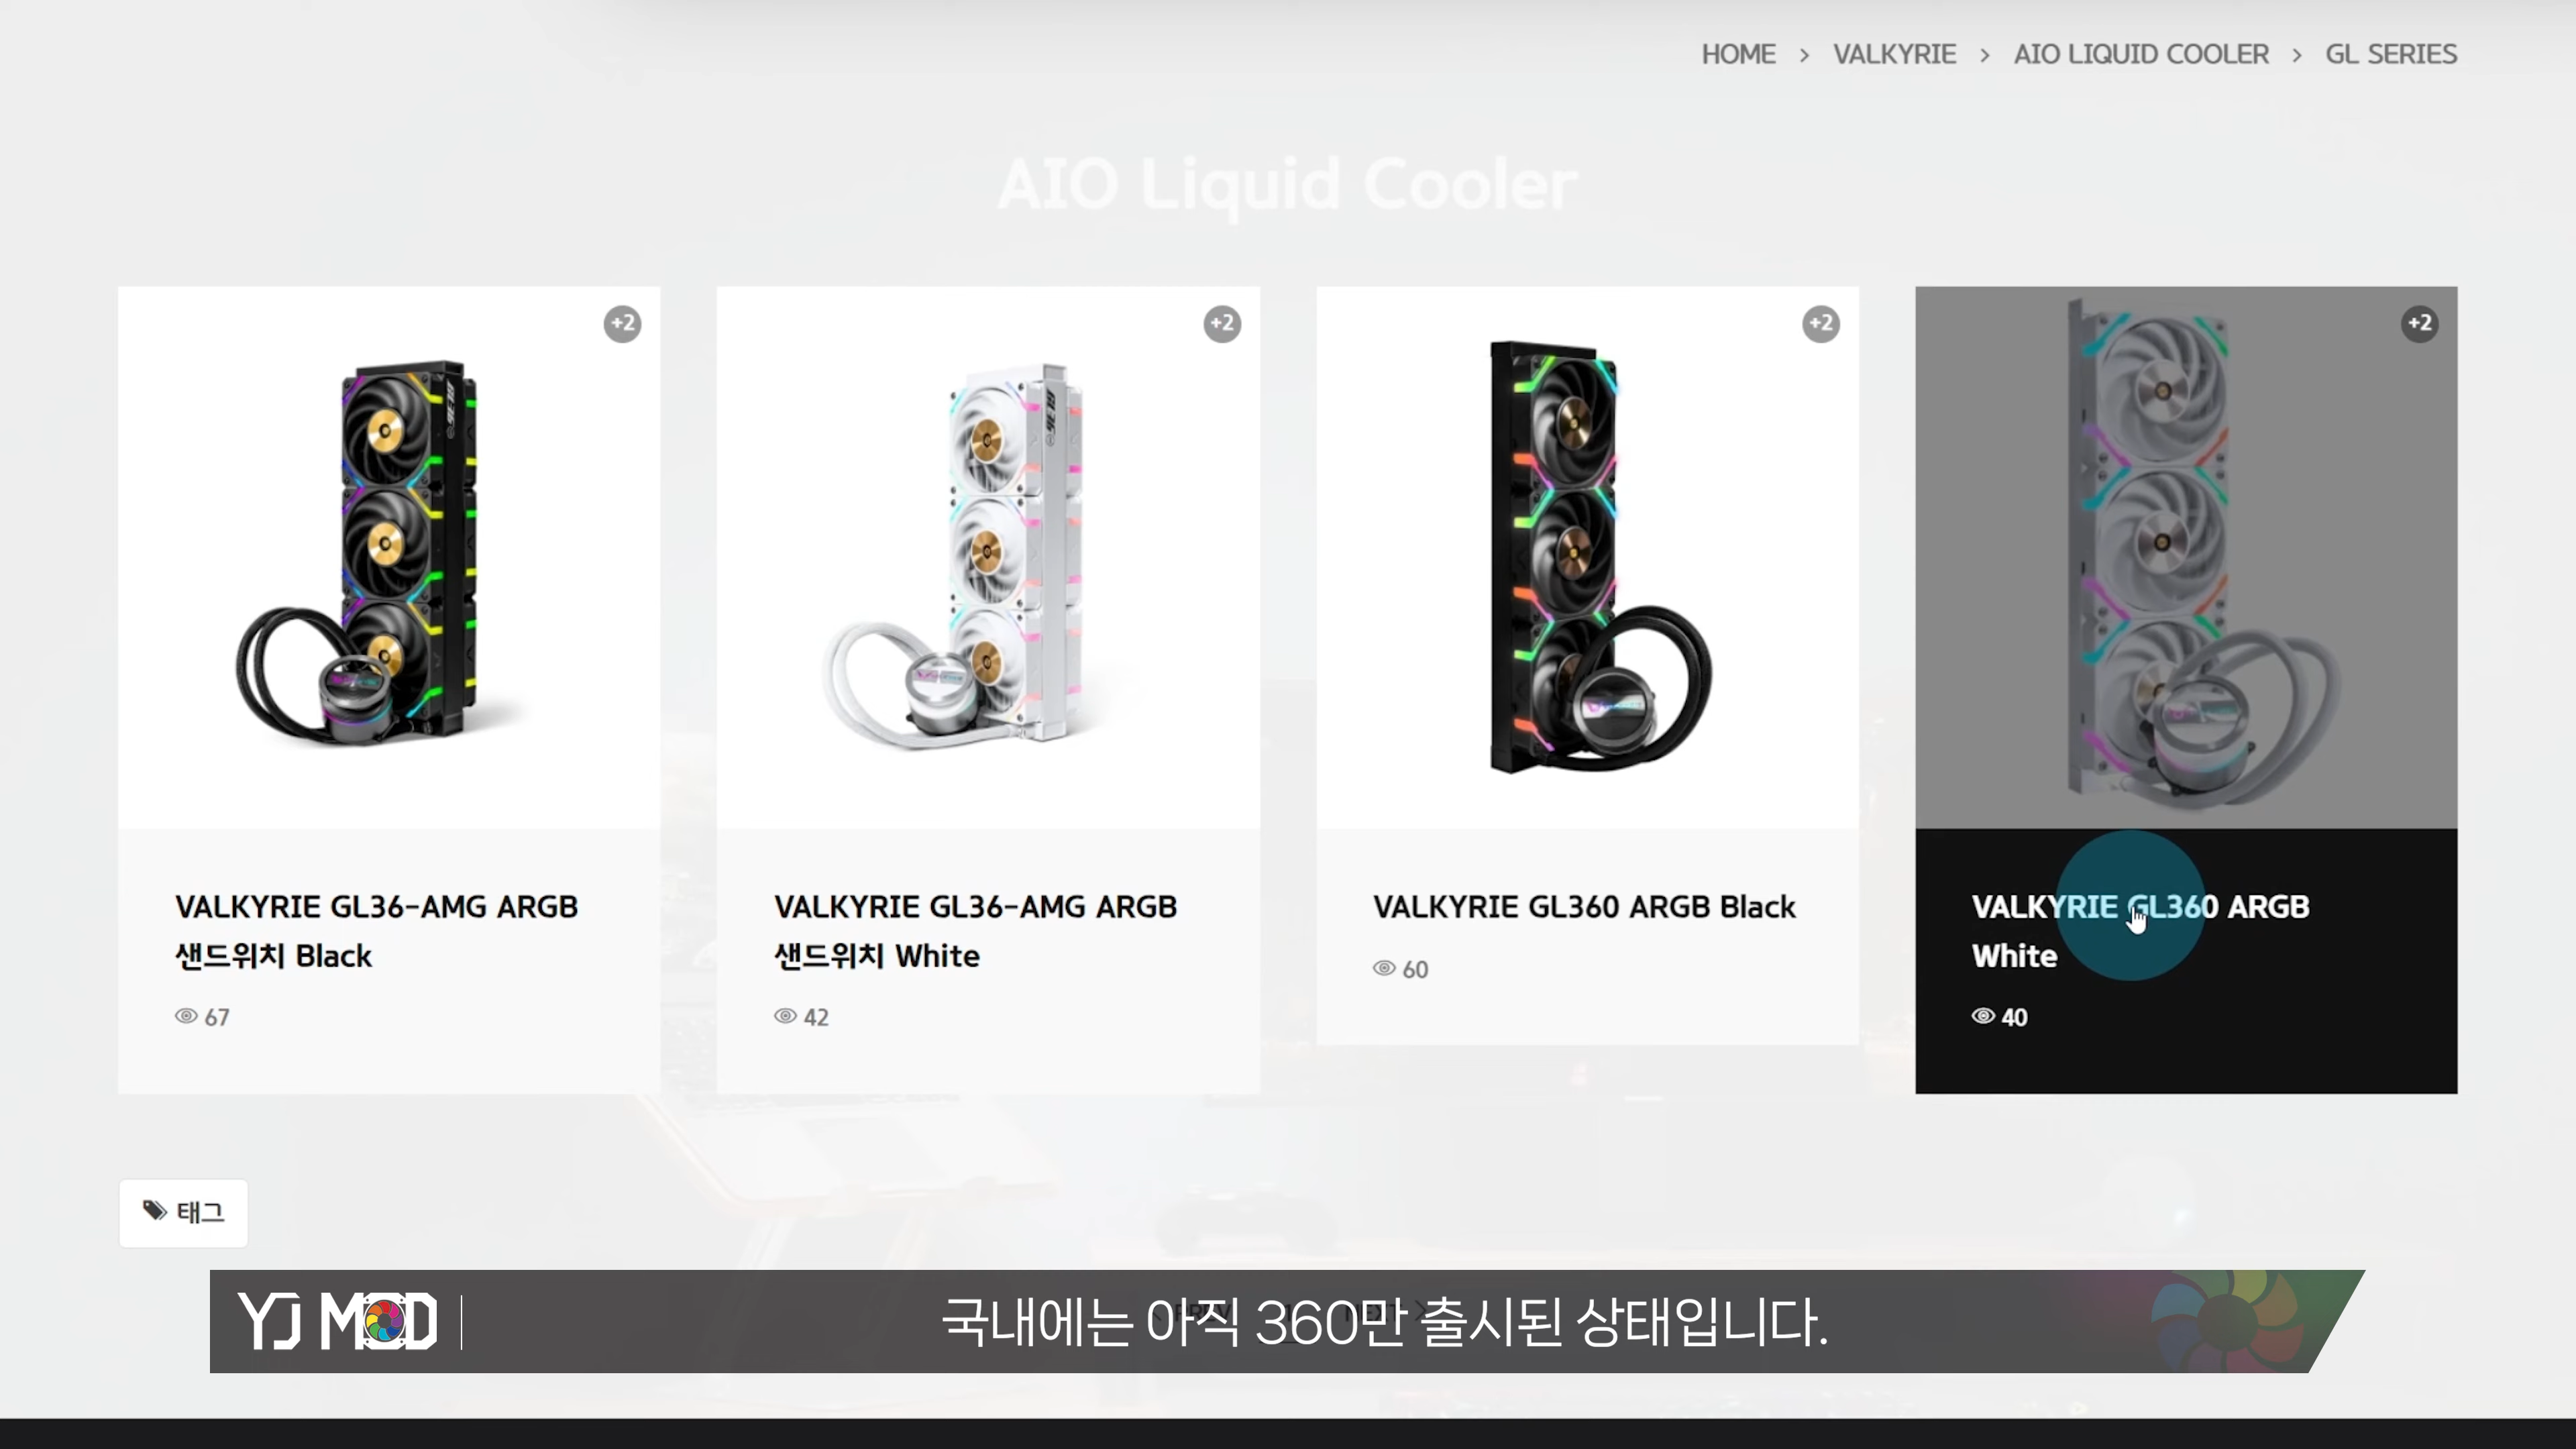 HOME > VALKYRIE > AIO LIQUID COOLER > GL SERIES
AIO Liquid Cooler
+2
+2
+2
+2
VALKYRIE GL36-AMG ARGB
샌드위치 Black
67
VALKYRIE GL36-AMG ARGB
샌드위치 White
42
VALKYRIE GL360 ARGB Black
60
VALKYRIE GL360 ARGB
White
40
태그
YJ MOD
국내에는 아직 360만 출시된 상태입니다.